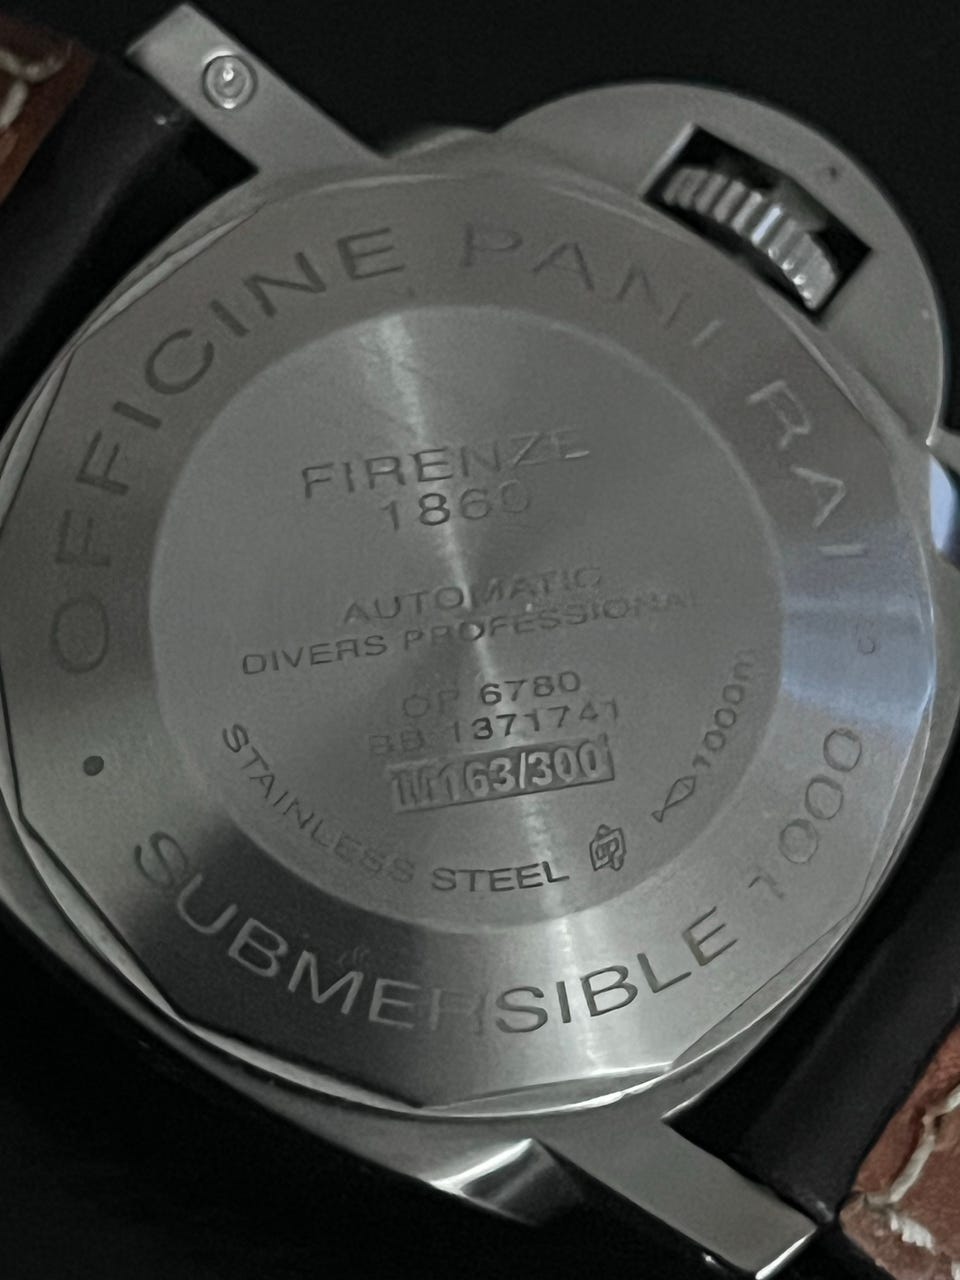 OFFICINE PANERAI
FIRENZE
1860
AUTOMATIC
DIVERS PROFESSIONAL
OP 6780
BB 1371741
163/300
STAINLESS STEEL
1000m
SUBMERSIBLE 1000